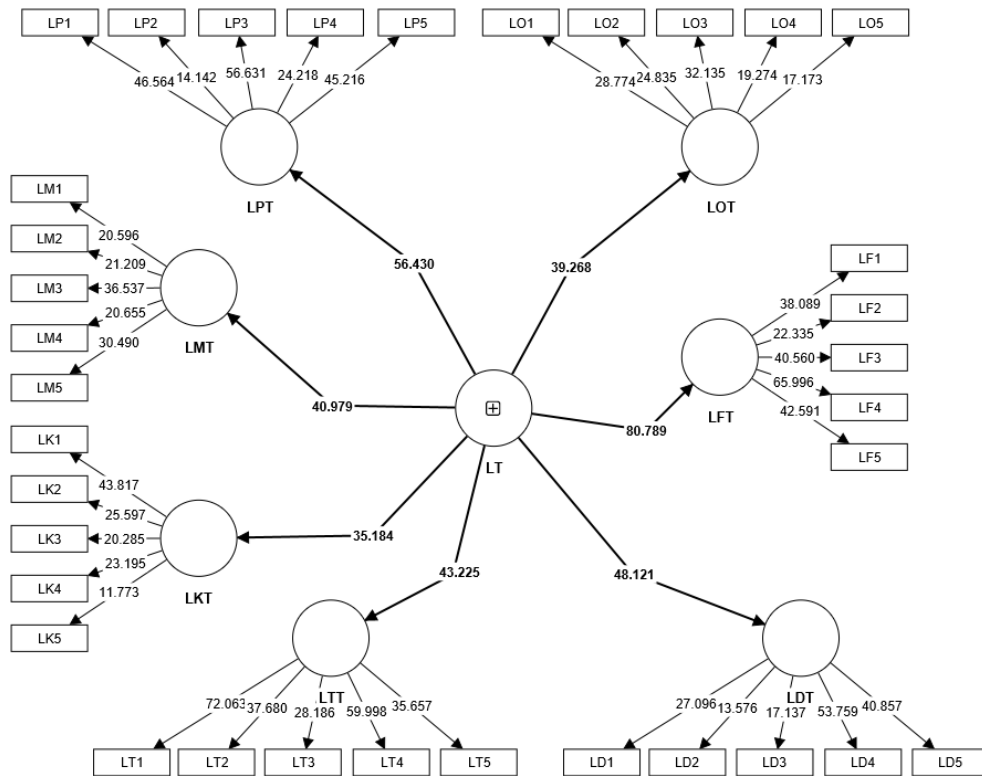 LP1 LP2 LP3 LP4 LP5 LO1 LO2 LO3 LO4 LO5
46.564 14.142 56.631 24.218 45.216 28.774 24.835 32.135 19.274 17.173
LPT LOT
LM1
LM2
LM3
LM4
LM5
20.596
21.209
36.537
20.655
30.490
LMT
56.430 39.268
LF1
LF2
LF3
LF4
LF5
38.089
22.335
40.560
65.996
42.591
LFT
40.979 80.789
LT
LK1
LK2
LK3
LK4
LK5
43.817
25.597
20.285
23.195
11.773
LKT
35.184
43.225 48.121
LTT LDT
72.063 37.680 28.186 59.998 35.657 27.096 13.576 17.137 53.759 40.857
LT1 LT2 LT3 LT4 LT5 LD1 LD2 LD3 LD4 LD5